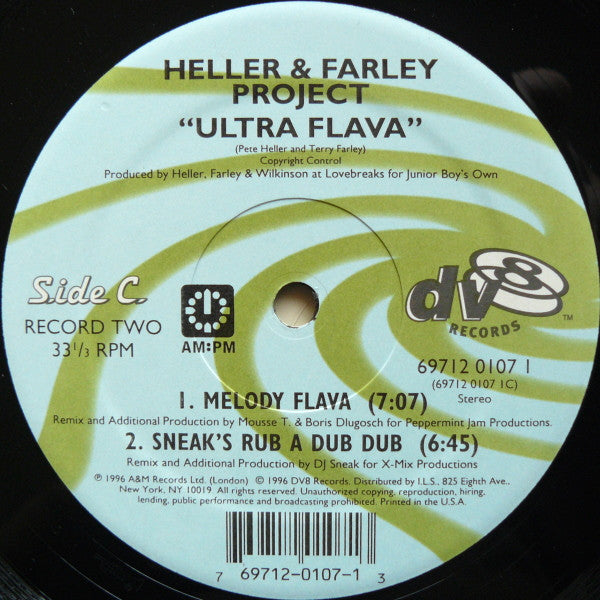 HELLER & FARLEY
PROJECT
"ULTRA FLAVA"
(Pete Heller and Terry Farley)
Copyright Control
Produced by Heller, Farley & Wilkinson at Lovebreaks for Junior Boy's Own
Side C.
RECORD TWO
33 1/3 RPM
AM:PM
dv8
RECORDS
TM
69712 0107 1
(69712 0107 1C)
Stereo
1. MELODY FLAVA (7:07)
Remix and Additional Production by Mousse T. & Boris Dlugosch for Peppermint Jam Productions.
2. SNEAK'S RUB A DUB DUB (6:45)
Remix and Additional Production by DJ Sneak for X-Mix Productions
℗ 1996 A&M Records Ltd. (London) © 1996 DV8 Records. Distributed by I.L.S., 825 Eighth Ave.,
New York, NY, 10019. All rights reserved. Unauthorized copying, reproduction, hiring,
lending, public performance and broadcasting prohibited. Printed in the U.S.A.
7 69712-0107-1 3